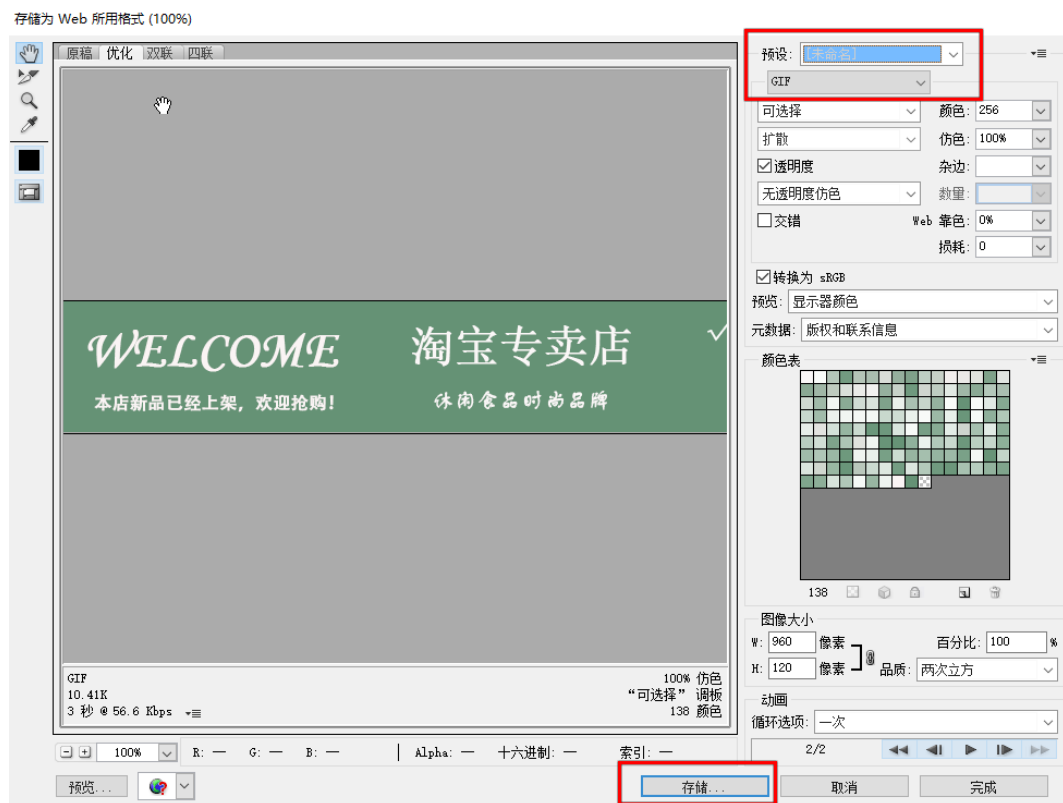 存储为 Web 所用格式 (100%)
原稿 优化 双联 四联
预设: [未命名]
GIF
可选择 颜色: 256
扩散 仿色: 100%
透明度 杂边:
无透明度仿色 数量:
交错 Web 靠色: 0%
损耗: 0
转换为 sRGB
预览: 显示器颜色
元数据: 版权和联系信息
颜色表
WELCOME 淘宝专卖店
本店新品已经上架，欢迎抢购！ 休闲食品时尚品牌
138
图像大小
W: 960 像素 百分比: 100 %
H: 120 像素 品质: 两次立方
GIF 100% 仿色
10.41K “可选择” 调板
3 秒 @ 56.6 Kbps 138 颜色
动画
循环选项: 一次
2/2
100% R: — G: — B: — Alpha: — 十六进制: — 索引: —
预览... 存储... 取消 完成